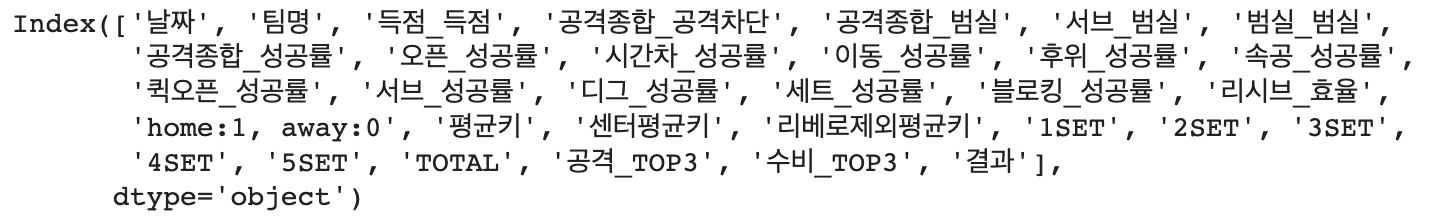 Index(['날짜', '팀명', '득점_득점', '공격종합_공격차단', '공격종합_범실', '서브_범실', '범실_범실',
'공격종합_성공률', '오픈_성공률', '시간차_성공률', '이동_성공률', '후위_성공률', '속공_성공률',
'퀵오픈_성공률', '서브_성공률', '디그_성공률', '세트_성공률', '블로킹_성공률', '리시브_효율',
'home:1, away:0', '평균키', '센터평균키', '리베로제외평균키', '1SET', '2SET', '3SET',
'4SET', '5SET', 'TOTAL', '공격_TOP3', '수비_TOP3', '결과'],
dtype='object')